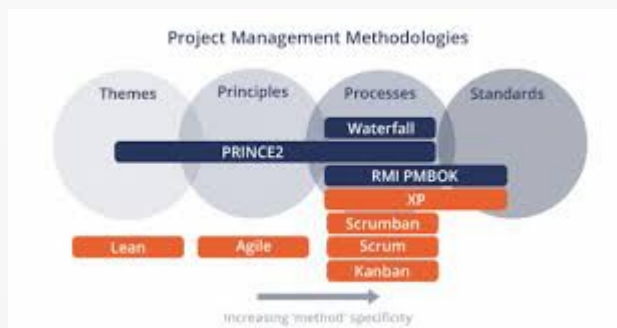 Project Management Methodologies
Themes
Principles
Processes
Standards
Waterfall
PRINCE2
RMI PMBOK
XP
Scrumban
Lean
Agile
Scrum
Kanban
Increasing 'method' specificity